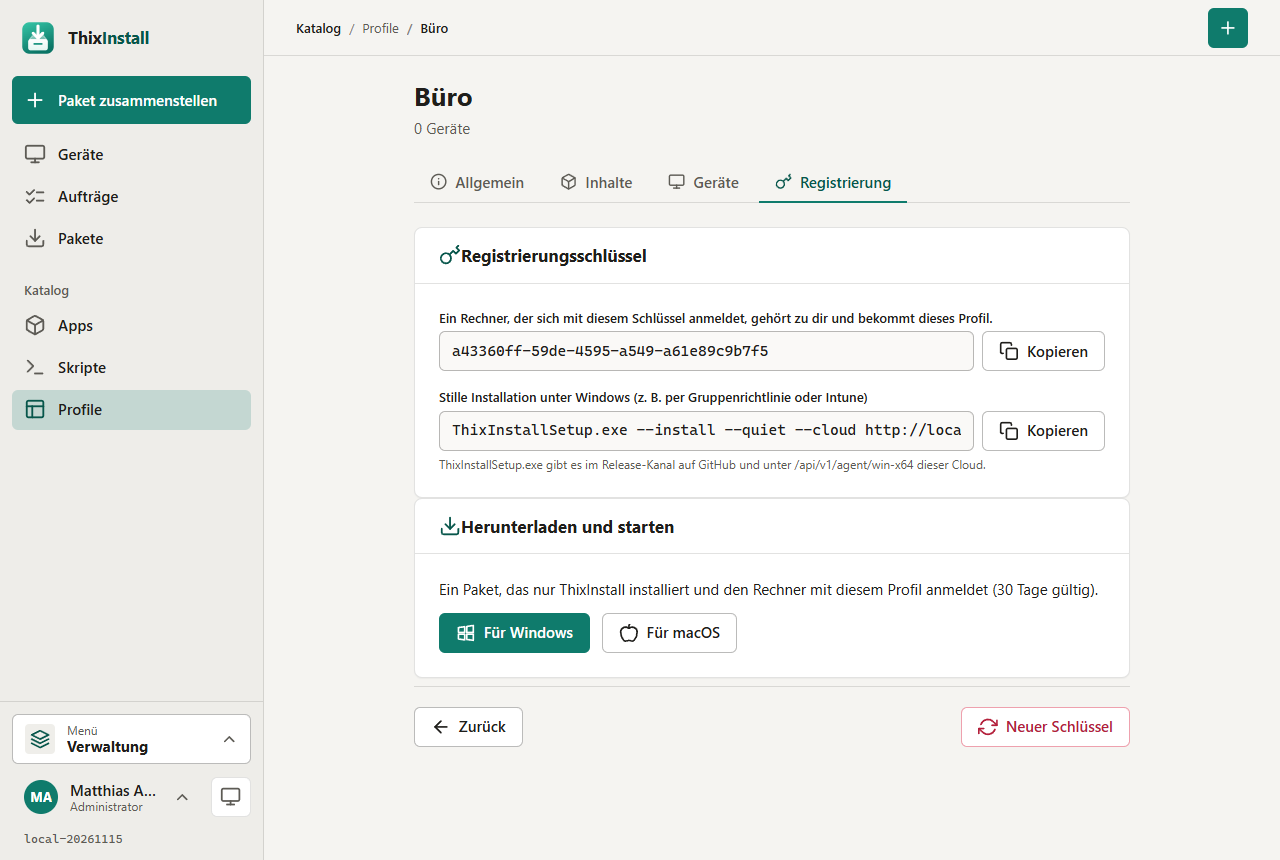 ThixInstall
Paket zusammenstellen
Geräte
Aufträge
Pakete
Katalog
Apps
Skripte
Profile
Menü
Verwaltung
MA
Matthias A...
Administrator
local-20261115
Katalog / Profile / Büro
Büro
0 Geräte
Allgemein
Inhalte
Geräte
Registrierung
Registrierungsschlüssel
Ein Rechner, der sich mit diesem Schlüssel anmeldet, gehört zu dir und bekommt dieses Profil.
a43360ff-59de-4595-a549-a61e89c9b7f5
Kopieren
Stille Installation unter Windows (z. B. per Gruppenrichtlinie oder Intune)
ThixInstallSetup.exe --install --quiet --cloud http://loca
Kopieren
ThixInstallSetup.exe gibt es im Release-Kanal auf GitHub und unter /api/v1/agent/win-x64 dieser Cloud.
Herunterladen und starten
Ein Paket, das nur ThixInstall installiert und den Rechner mit diesem Profil anmeldet (30 Tage gültig).
Für Windows
Für macOS
Zurück
Neuer Schlüssel